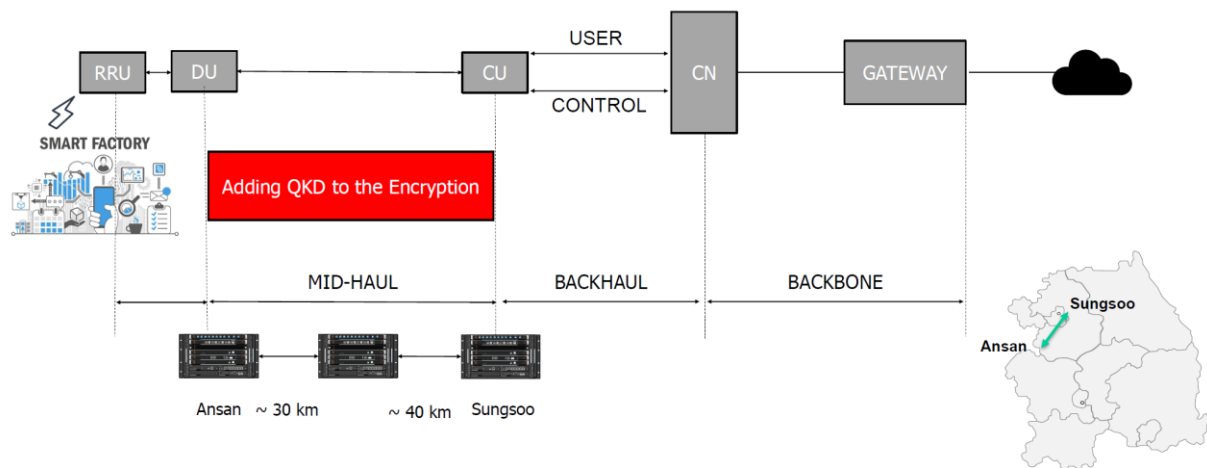 USER
RRU
DU
CU
CN
GATEWAY
CONTROL
SMART FACTORY
Adding QKD to the Encryption
MID-HAUL
BACKHAUL
BACKBONE
Sungsoo
Ansan
Ansan ~ 30 km ~ 40 km Sungsoo